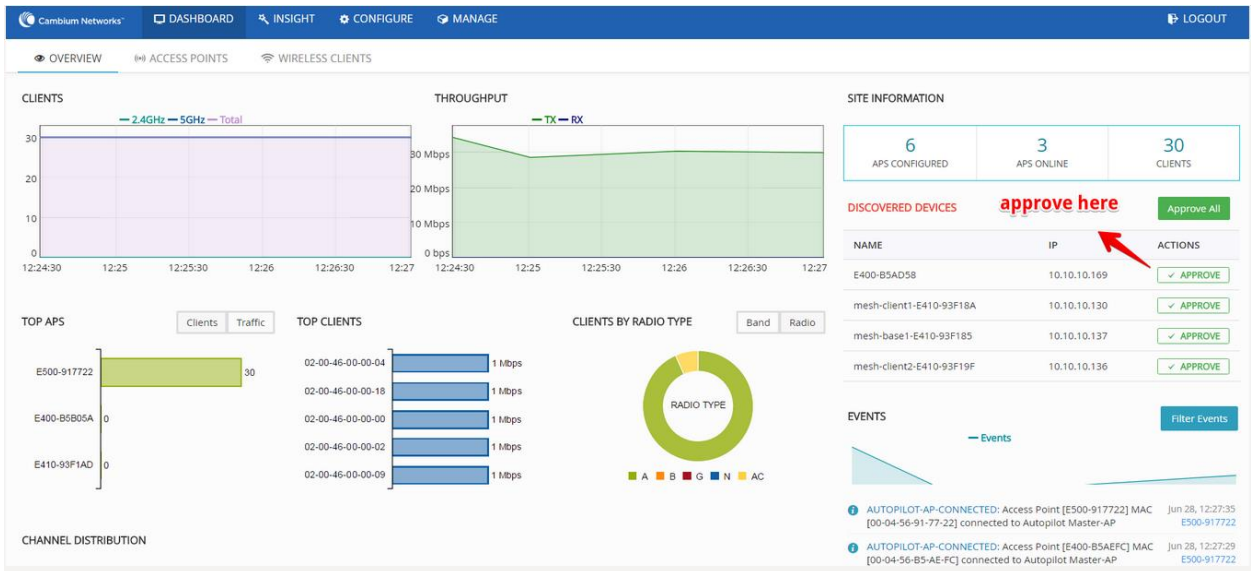 Cambium Networks™ DASHBOARD INSIGHT CONFIGURE MANAGE LOGOUT
OVERVIEW ACCESS POINTS WIRELESS CLIENTS
CLIENTS
2.4GHz 5GHz Total
30
20
10
0
12:24:30 12:25 12:25:30 12:26 12:26:30 12:27
THROUGHPUT
TX RX
30 Mbps
20 Mbps
10 Mbps
0 bps
12:24:30 12:25 12:25:30 12:26 12:26:30 12:27
SITE INFORMATION
6 3 30
APS CONFIGURED APS ONLINE CLIENTS
DISCOVERED DEVICES approve here Approve All
NAME IP ACTIONS
E400-B5AD58 10.10.10.169 APPROVE
mesh-client1-E410-93F18A 10.10.10.130 APPROVE
mesh-base1-E410-93F185 10.10.10.137 APPROVE
mesh-client2-E410-93F19F 10.10.10.136 APPROVE
TOP APS Clients Traffic
E500-917722 30
E400-B5B05A 0
E410-93F1AD 0
TOP CLIENTS
02-00-46-00-00-04 1 Mbps
02-00-46-00-00-18 1 Mbps
02-00-46-00-00-00 1 Mbps
02-00-46-00-00-02 1 Mbps
02-00-46-00-00-09 1 Mbps
CLIENTS BY RADIO TYPE Band Radio
RADIO TYPE
A B G N AC
EVENTS Filter Events
Events
AUTOPILOT-AP-CONNECTED: Access Point [E500-917722] MAC Jun 28, 12:27:35
[00-04-56-91-77-22] connected to Autopilot Master-AP E500-917722
AUTOPILOT-AP-CONNECTED: Access Point [E400-B5AEFC] MAC Jun 28, 12:27:29
[00-04-56-B5-AE-FC] connected to Autopilot Master-AP E500-917722
CHANNEL DISTRIBUTION